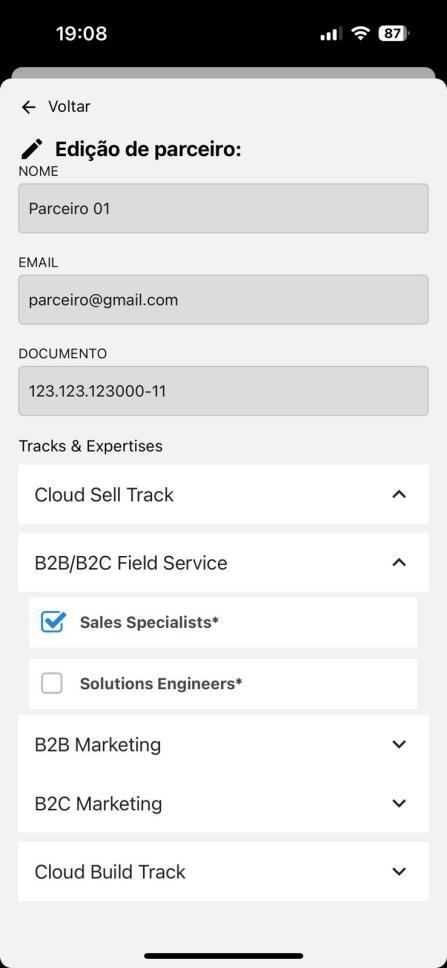 19:08
87
Voltar
Edição de parceiro:
NOME
Parceiro 01
EMAIL
parceiro@gmail.com
DOCUMENTO
123.123.123000-11
Tracks & Expertises
Cloud Sell Track
B2B/B2C Field Service
Sales Specialists*
Solutions Engineers*
B2B Marketing
B2C Marketing
Cloud Build Track